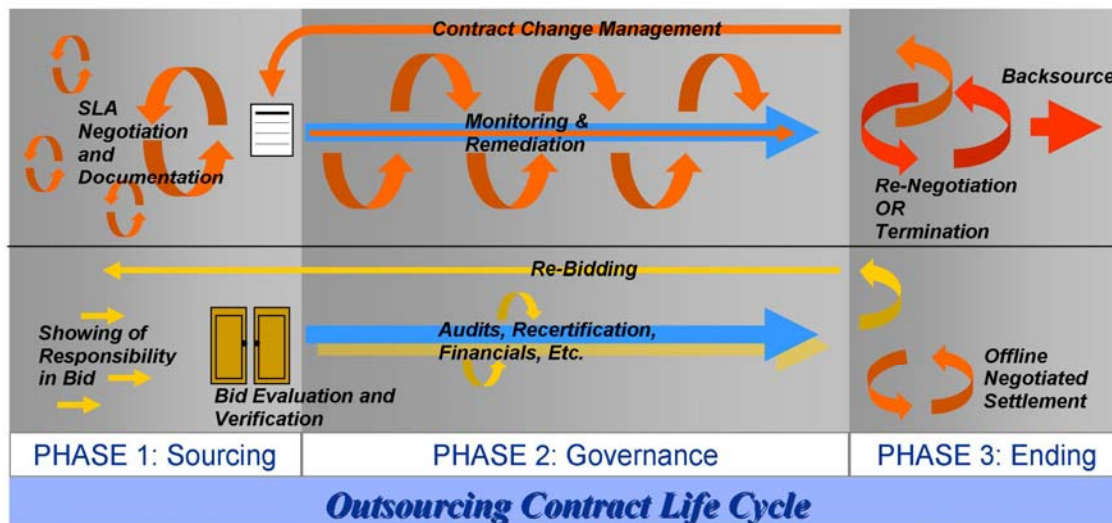 Contract Change Management
SLA
Negotiation
and
Documentation
Monitoring &
Remediation
Backsource
Re-Negotiation
OR
Termination
Re-Bidding
Showing of
Responsibility
in Bid
Bid Evaluation and
Verification
Audits, Recertification,
Financials, Etc.
Offline
Negotiated
Settlement
PHASE 1: Sourcing
PHASE 2: Governance
PHASE 3: Ending
Outsourcing Contract Life Cycle